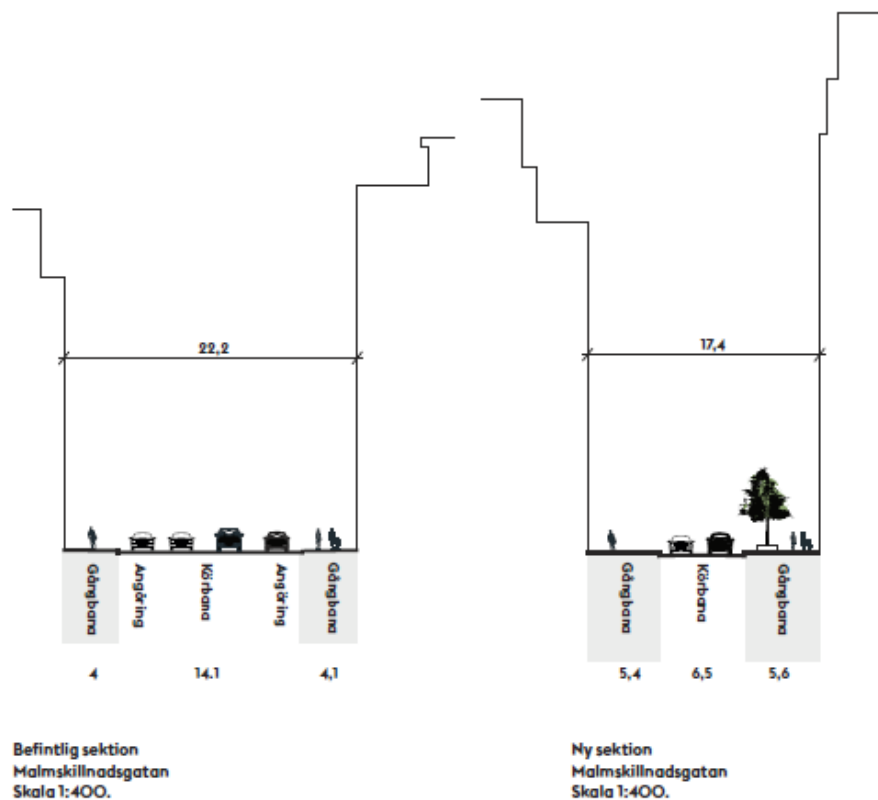 22,2
17,4
Gångbana
Angöring
Körbana
Angöring
Gångbana
Gångbana
Körbana
Gångbana
4
14.1
4,1
5,4
6,5
5,6
Befintlig sektion
Malmskillnadsgatan
Skala 1:400.
Ny sektion
Malmskillnadsgatan
Skala 1:400.